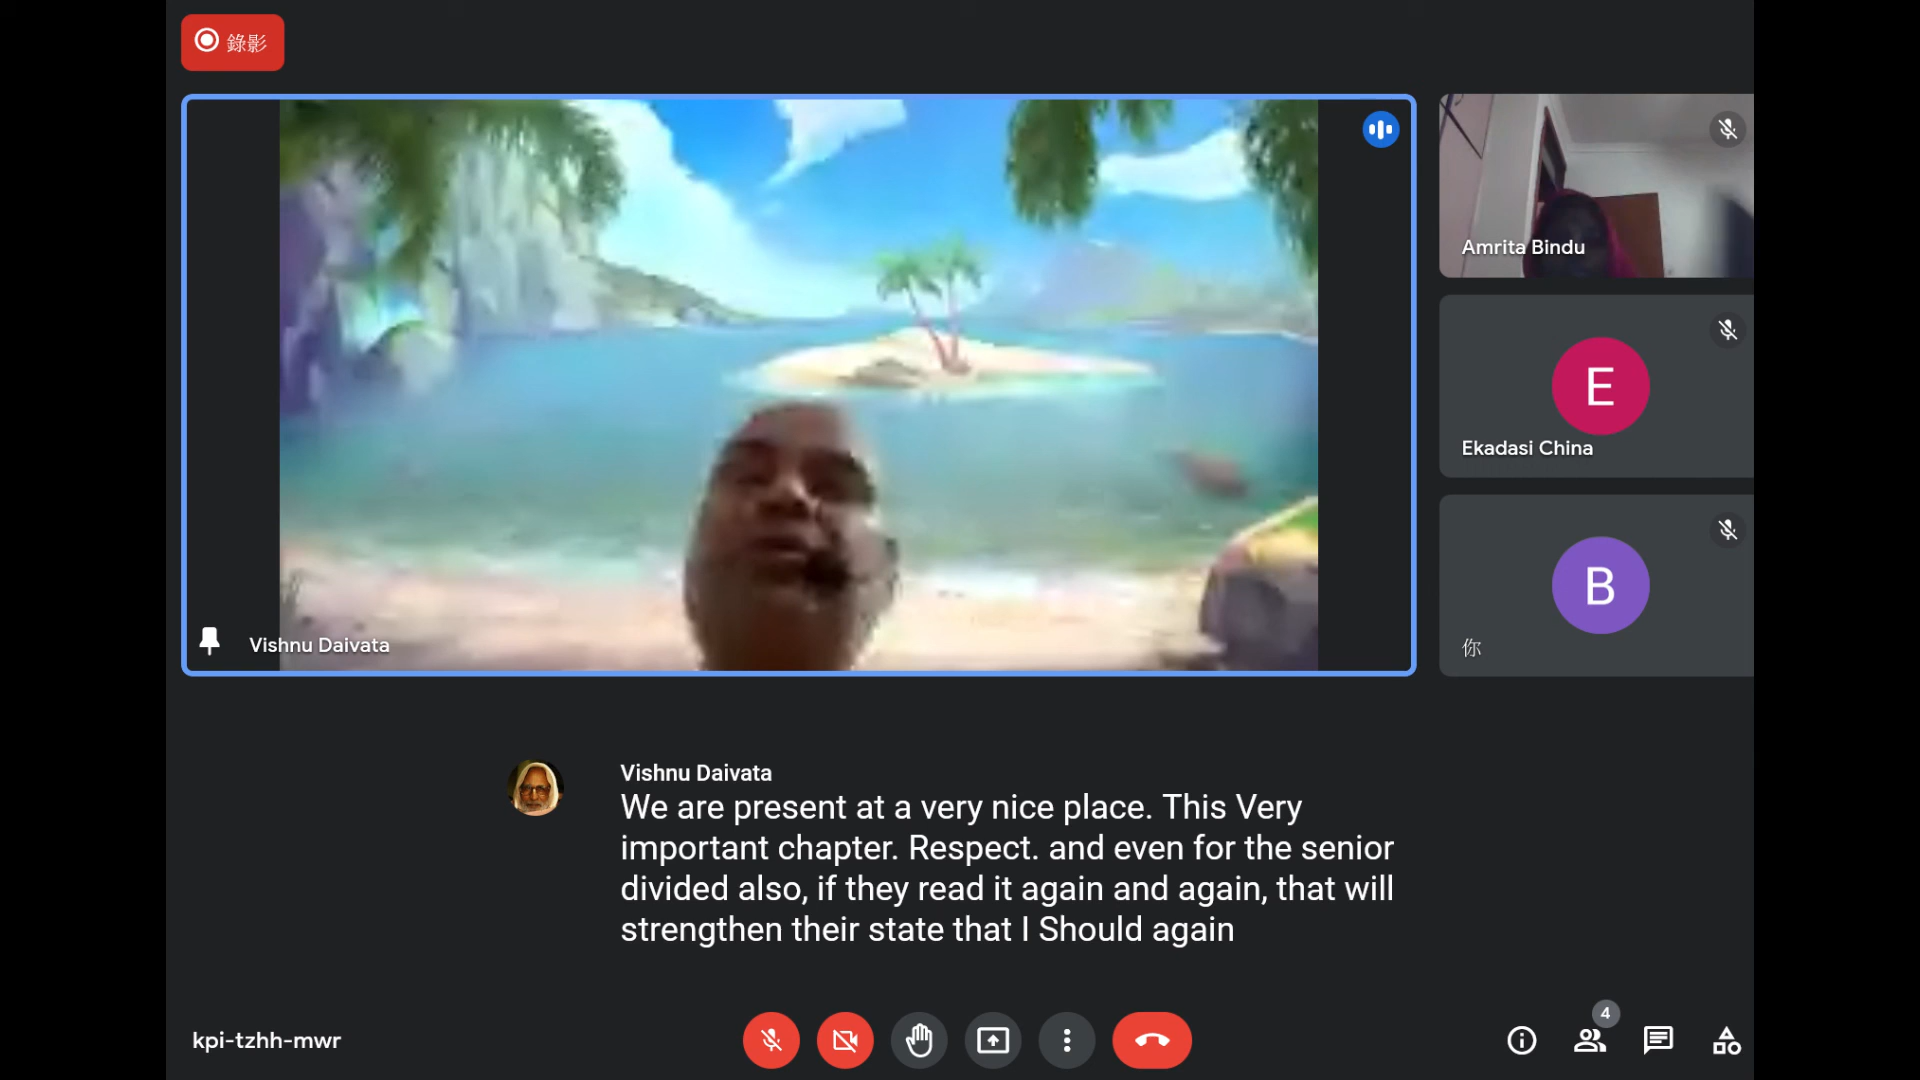 錄影
Amrita Bindu
E
Ekadasi China
B
你
Vishnu Daivata
Vishnu Daivata
We are present at a very nice place. This Very
important chapter. Respect. and even for the senior
divided also, if they read it again and again, that will
strengthen their state that I Should again
kpi-tzhh-mwr
4